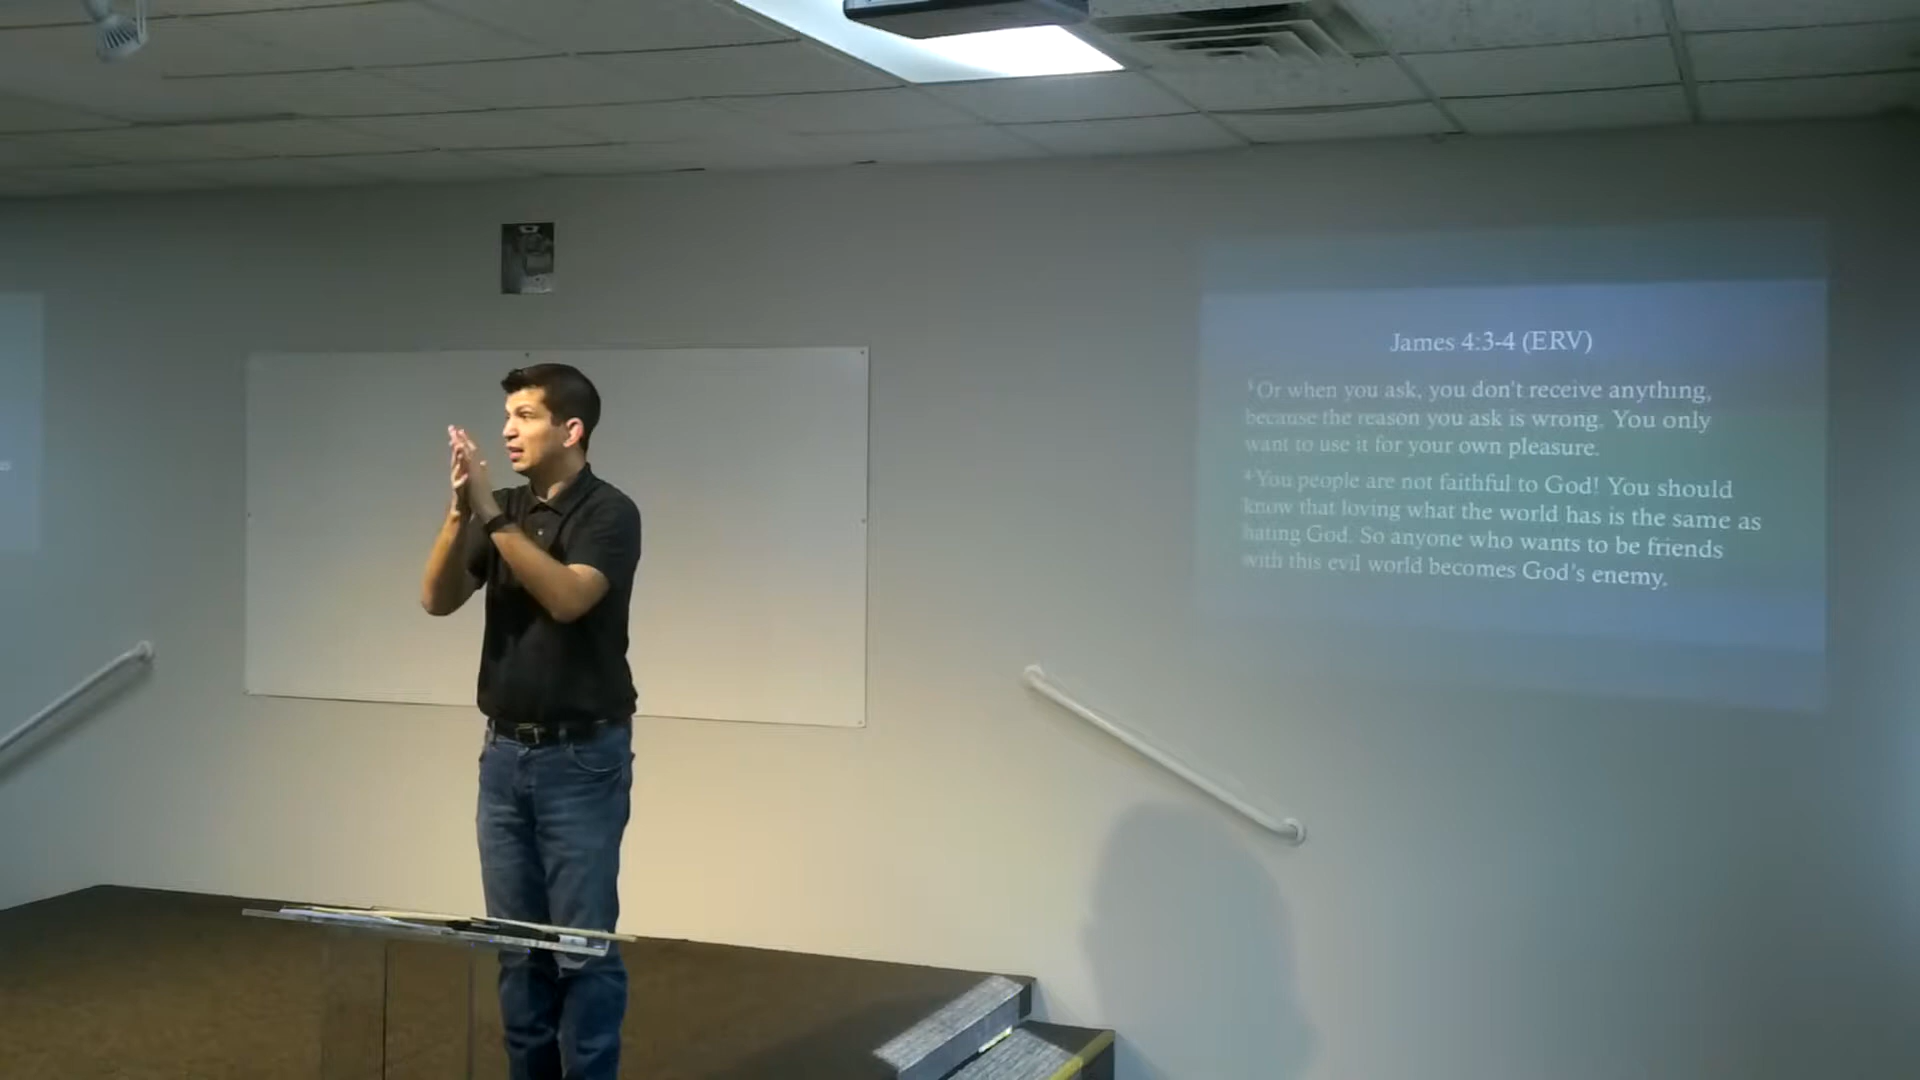 James 4:3-4 (ERV)
³Or when you ask, you don't receive anything,
because the reason you ask is wrong. You only
want to use it for your own pleasure.
⁴You people are not faithful to God! You should
know that loving what the world has is the same as
hating God. So anyone who wants to be friends
with this evil world becomes God's enemy.